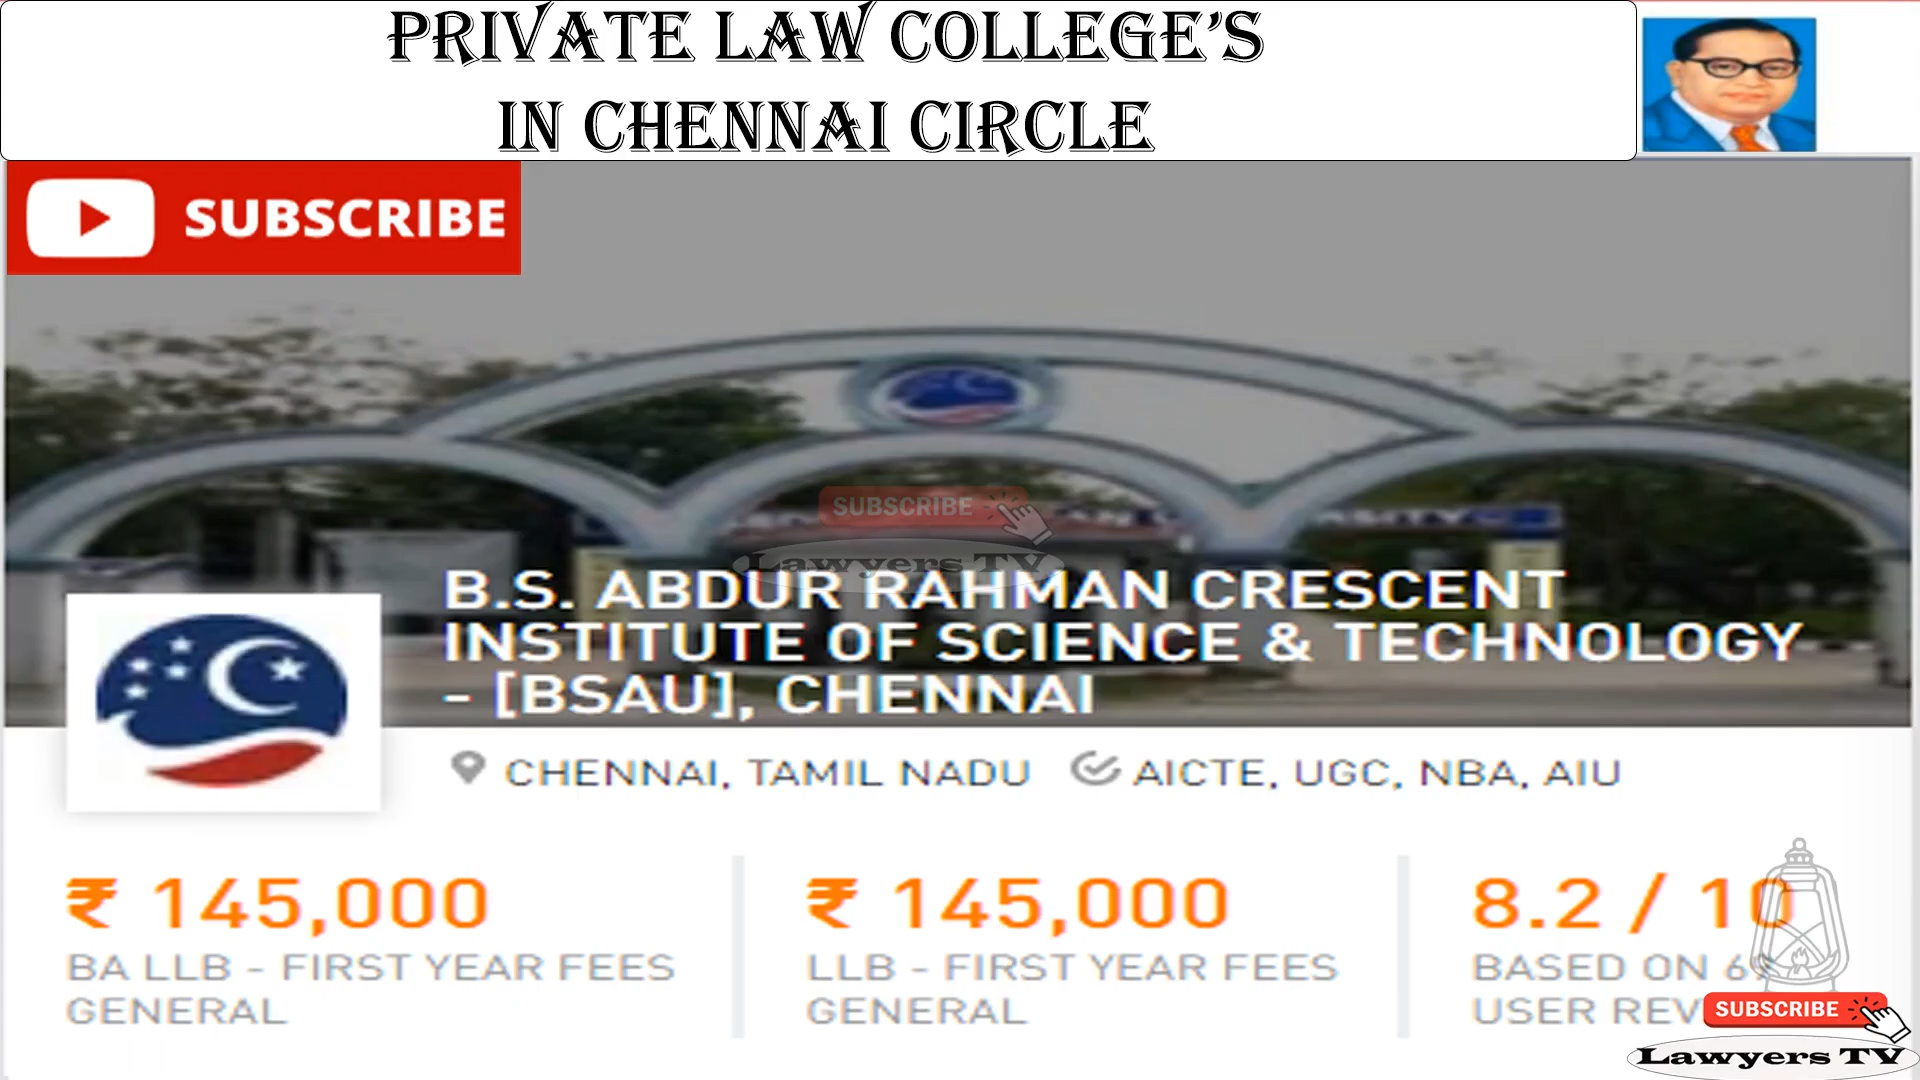 PRIVATE LAW COLLEGE’S
IN CHENNAI CIRCLE
SUBSCRIBE
SUBSCRIBE
Lawyers TV
B.S. ABDUR RAHMAN CRESCENT
INSTITUTE OF SCIENCE & TECHNOLOGY
- [BSAU], CHENNAI
CHENNAI, TAMIL NADU AICTE, UGC, NBA, AIU
₹ 145,000
BA LLB - FIRST YEAR FEES
GENERAL
₹ 145,000
LLB - FIRST YEAR FEES
GENERAL
8.2 / 10
BASED ON
USER
SUBSCRIBE
Lawyers TV